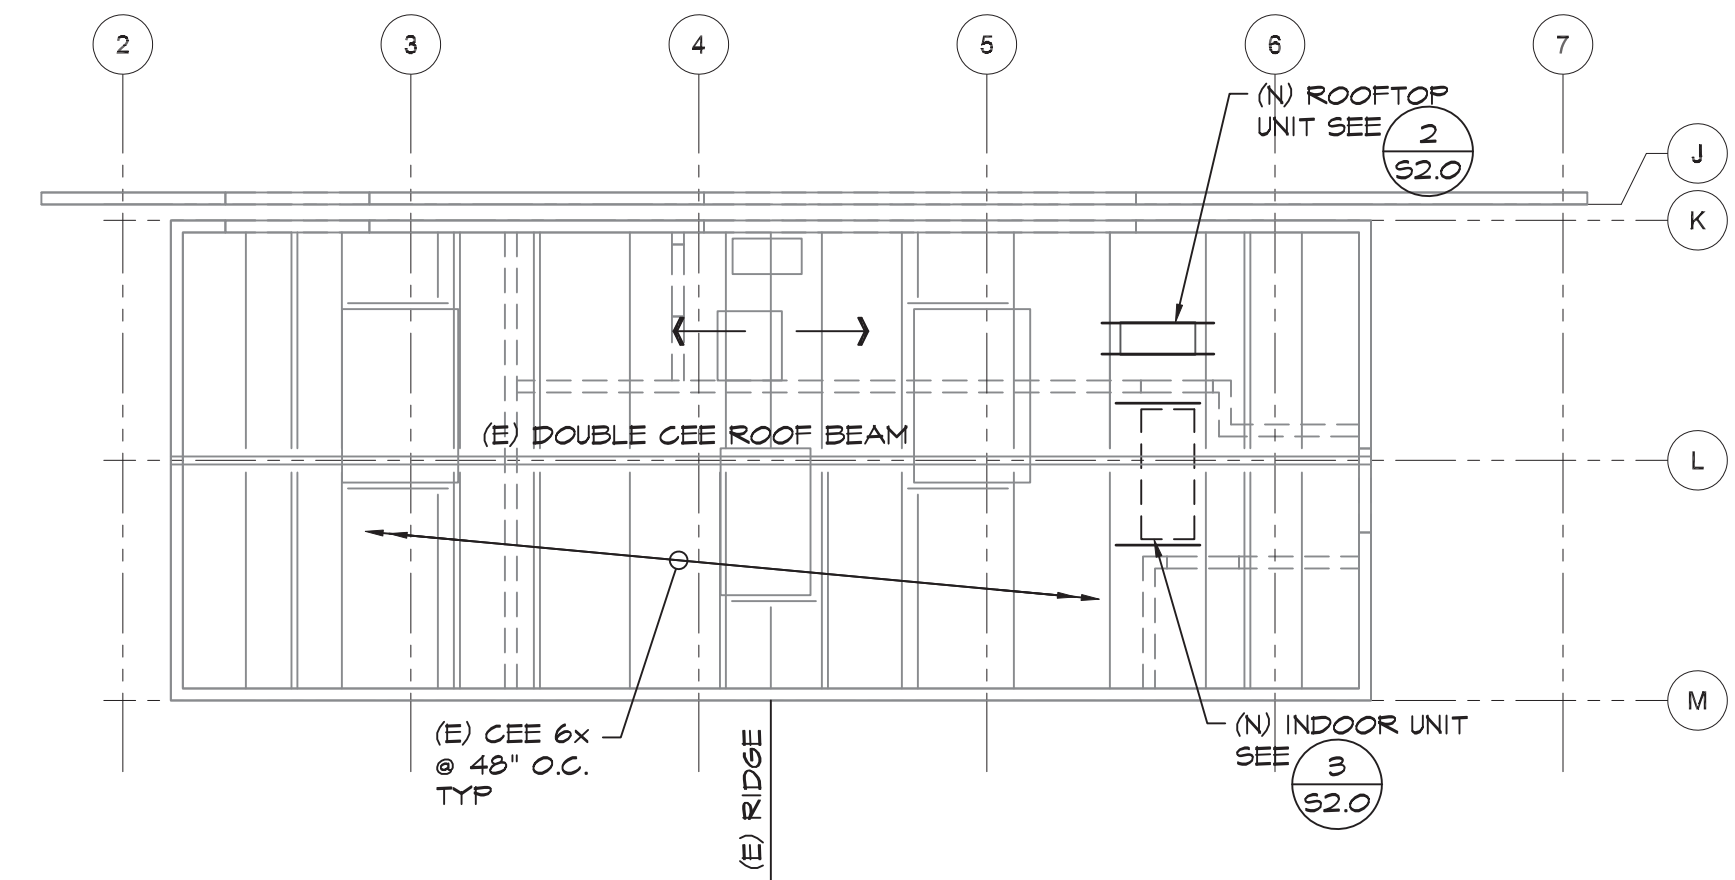 2 3 4 5 6 7
(N) ROOFTOP
UNIT SEE
2
S2.0
J
K
(E) DOUBLE CEE ROOF BEAM
L
M
(E) CEE 6x
@ 48" O.C.
TYP
(E) RIDGE
(N) INDOOR UNIT
SEE
3
S2.0